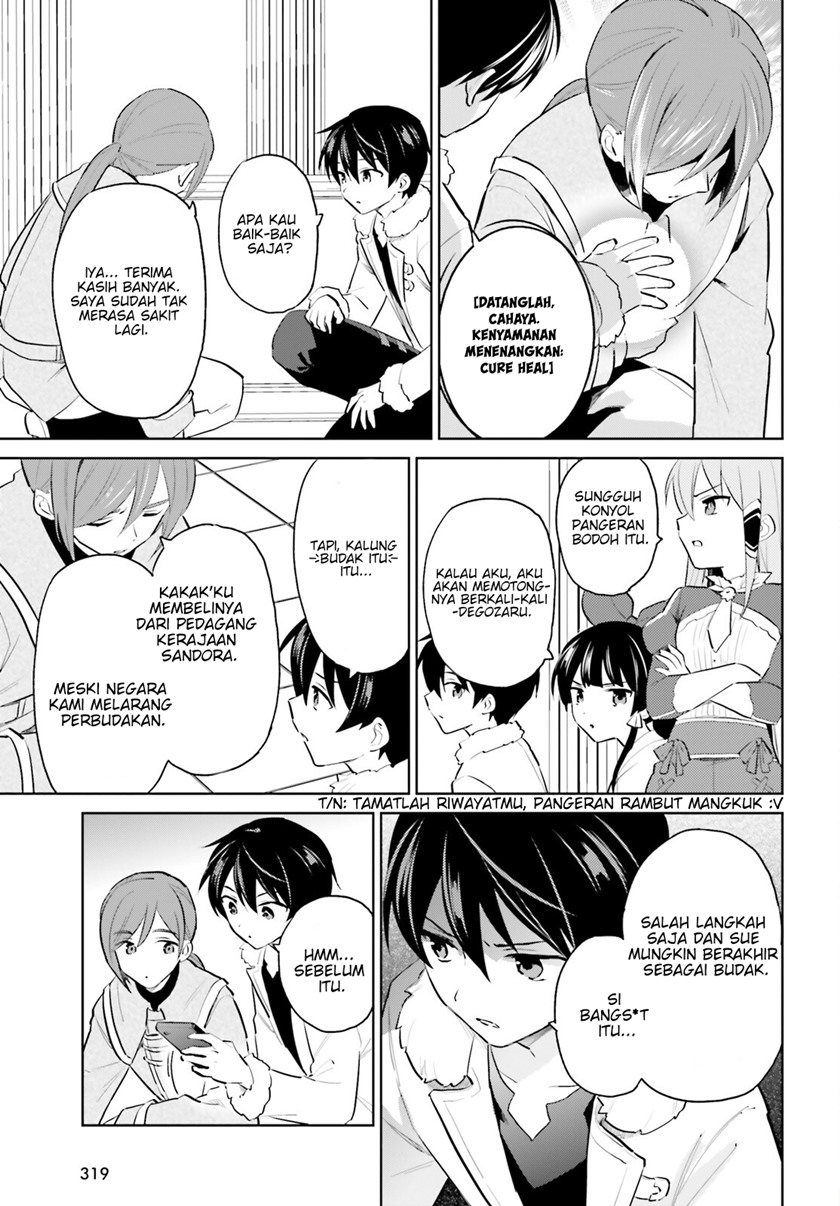 [DATANGLAH,
CAHAYA.
KENYAMANAN
MENENANGKAN:
CURE HEAL]
APA KAU
BAIK-BAIK
SAJA?
IYA... TERIMA
KASIH BANYAK.
SAYA SUDAH TAK
MERASA SAKIT
LAGI.
SUNGGUH
KONYOL
PANGERAN
BODOH ITU.
KALAU AKU, AKU
AKAN MEMOTONG-
NYA BERKALI-KALI
-DEGOZARU.
TAPI, KALUNG
BUDAK ITU-
ITU...
KAKAK'KU
MEMBELINYA
DARI PEDAGANG
KERAJAAN
SANDORA.
MESKI NEGARA
KAMI MELARANG
PERBUDAKAN.
T/N: TAMATLAH RIWAYATMU, PANGERAN RAMBUT MANGKUK :V
SALAH LANGKAH
SAJA DAN SUE
MUNGKIN BERAKHIR
SEBAGAI BUDAK.
SI
BANGS*T
ITU...
HMM...
SEBELUM
ITU.
319